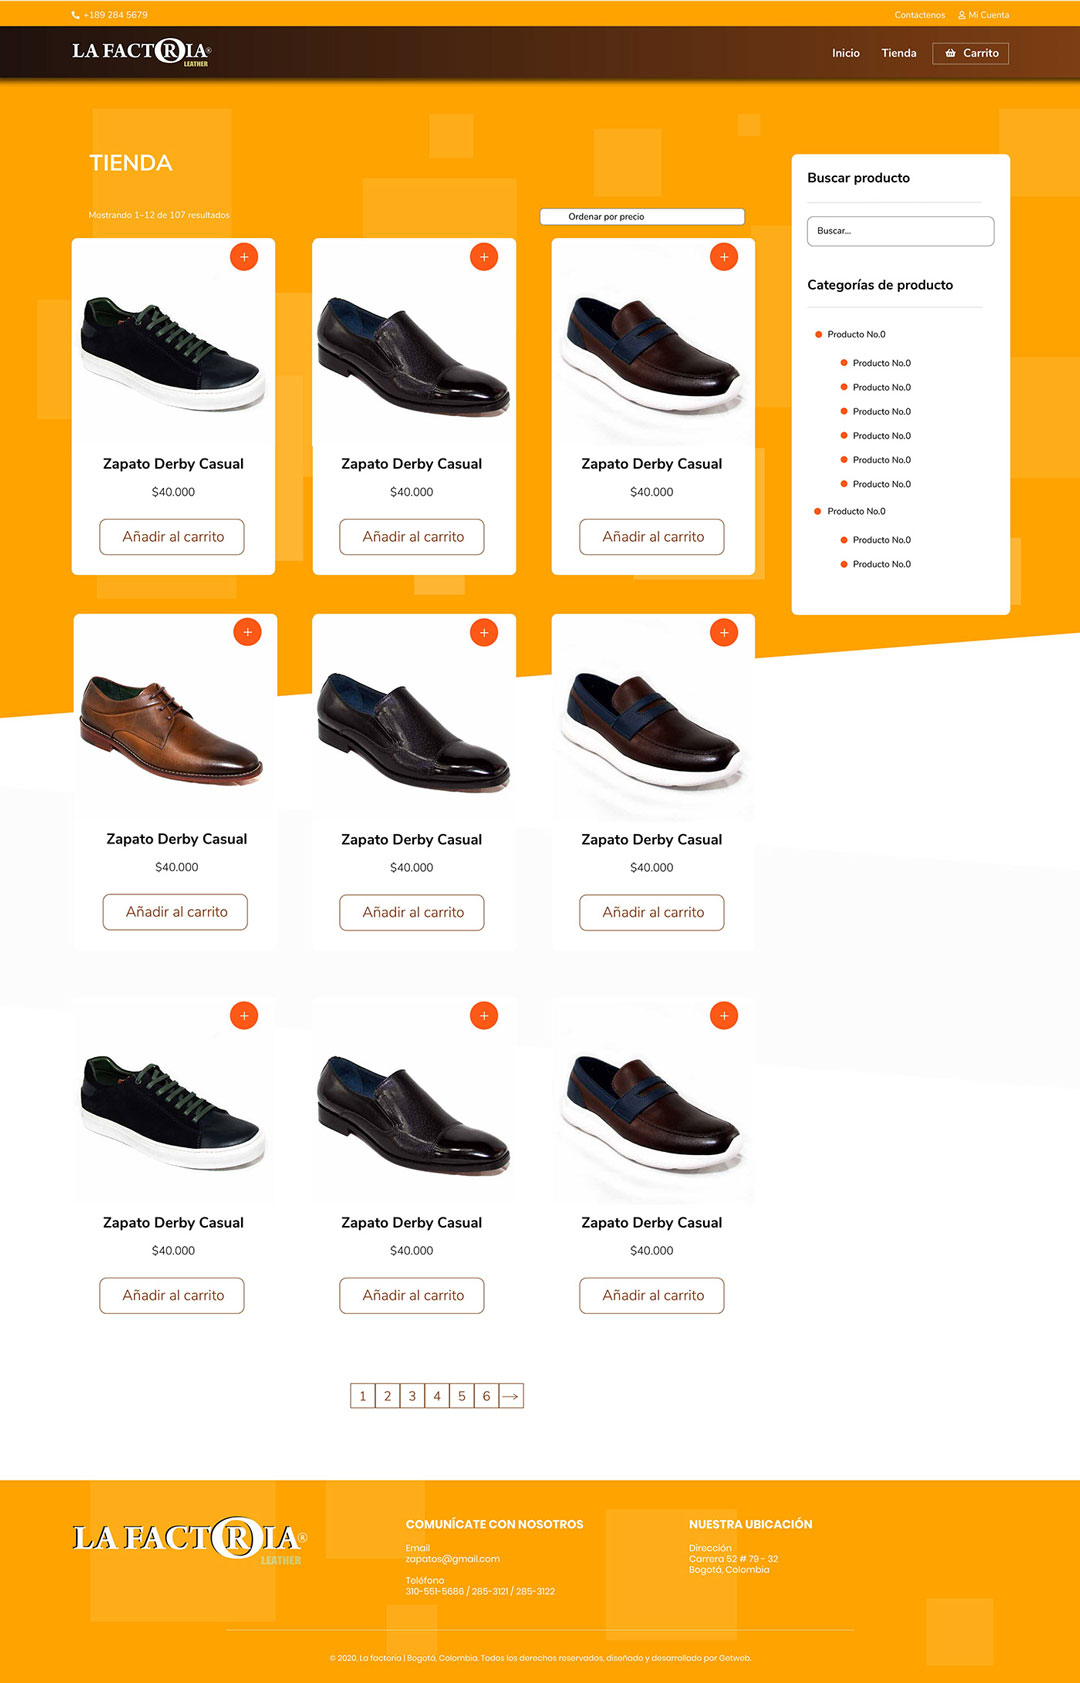 +189 284 5679
Contactenos
Mi Cuenta
LA FACTORIA®
LEATHER
Inicio
Tienda
Carrito
TIENDA
Mostrando 1-12 de 107 resultados
Ordenar por precio
Zapato Derby Casual
$40.000
Añadir al carrito
Zapato Derby Casual
$40.000
Añadir al carrito
Zapato Derby Casual
$40.000
Añadir al carrito
Buscar producto
Buscar...
Categorías de producto
Producto No.0
Producto No.0
Producto No.0
Producto No.0
Producto No.0
Producto No.0
Producto No.0
Producto No.0
Producto No.0
Producto No.0
Zapato Derby Casual
$40.000
Añadir al carrito
Zapato Derby Casual
$40.000
Añadir al carrito
Zapato Derby Casual
$40.000
Añadir al carrito
Zapato Derby Casual
$40.000
Añadir al carrito
Zapato Derby Casual
$40.000
Añadir al carrito
Zapato Derby Casual
$40.000
Añadir al carrito
1 2 3 4 5 6 →
LA FACTORIA®
LEATHER
COMUNÍCATE CON NOSOTROS
Email
zapatos@gmail.com
Teléfono
310-551-5686 / 285-3121 / 285-3122
NUESTRA UBICACIÓN
Dirección
Carrera 52 # 79 - 32
Bogotá, Colombia
© 2020, La factoria | Bogotá, Colombia. Todos los derechos reservados, diseñado y desarrollado por Getweb.